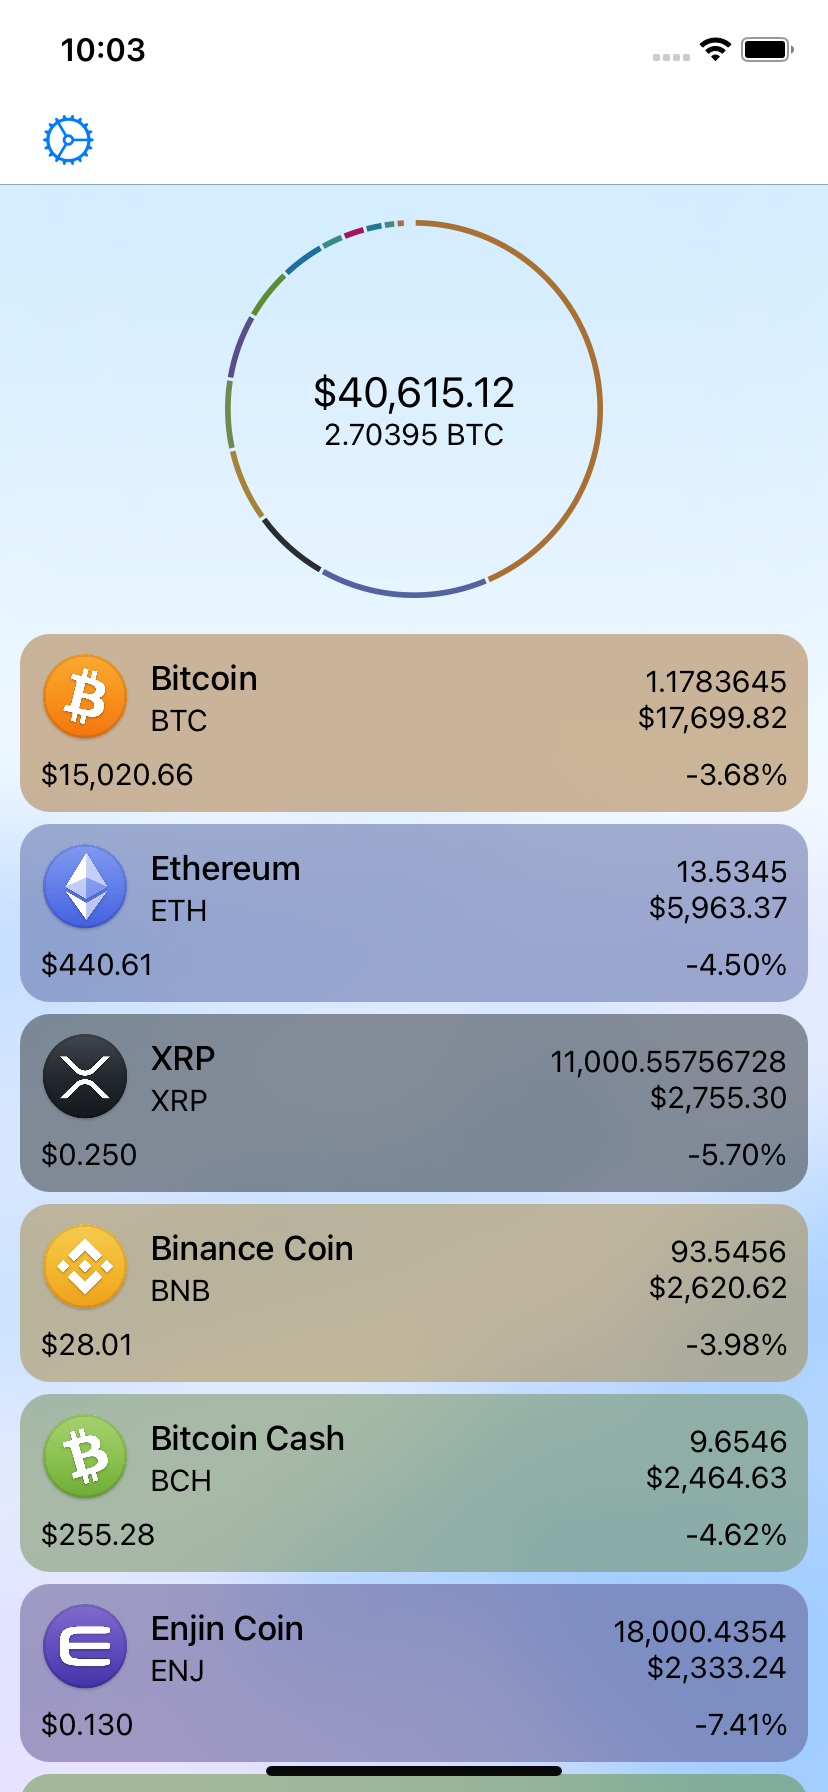 10:03
$40,615.12
2.70395 BTC
Bitcoin
1.1783645
BTC
$17,699.82
$15,020.66
-3.68%
Ethereum
13.5345
ETH
$5,963.37
$440.61
-4.50%
XRP
11,000.55756728
XRP
$2,755.30
$0.250
-5.70%
Binance Coin
93.5456
BNB
$2,620.62
$28.01
-3.98%
Bitcoin Cash
9.6546
BCH
$2,464.63
$255.28
-4.62%
Enjin Coin
18,000.4354
ENJ
$2,333.24
$0.130
-7.41%